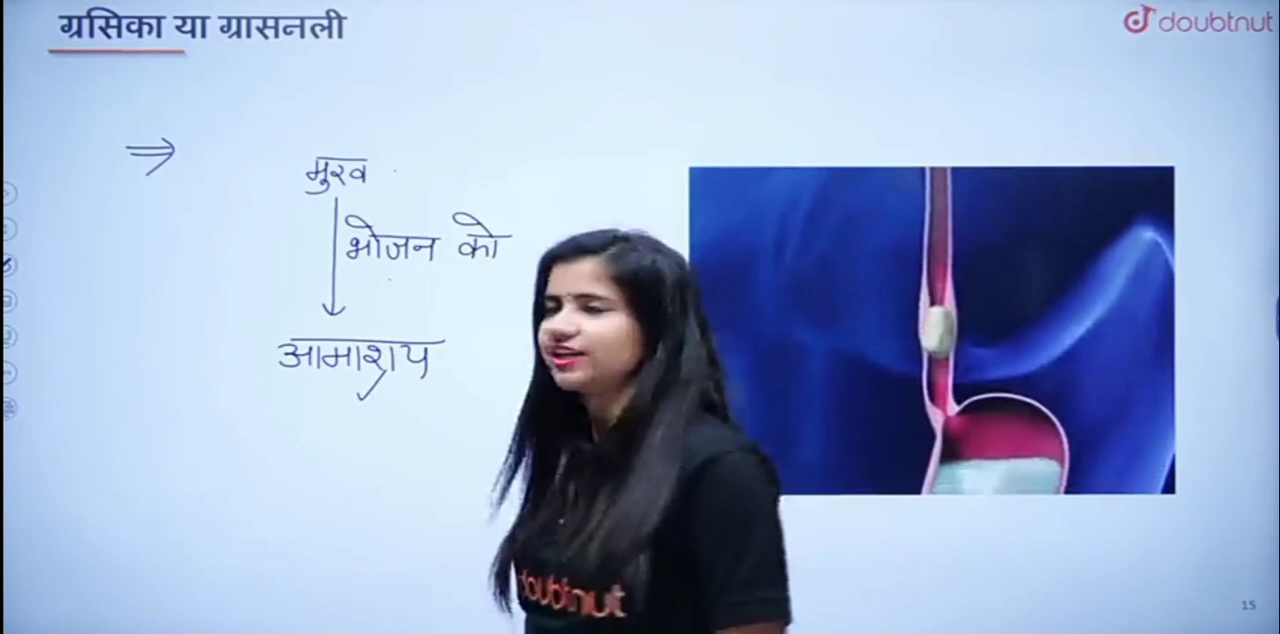 ग्रसिका या ग्रासनली
doubtnut
⇒
मुख
भोजन को
आमाशय
doubtnut
15